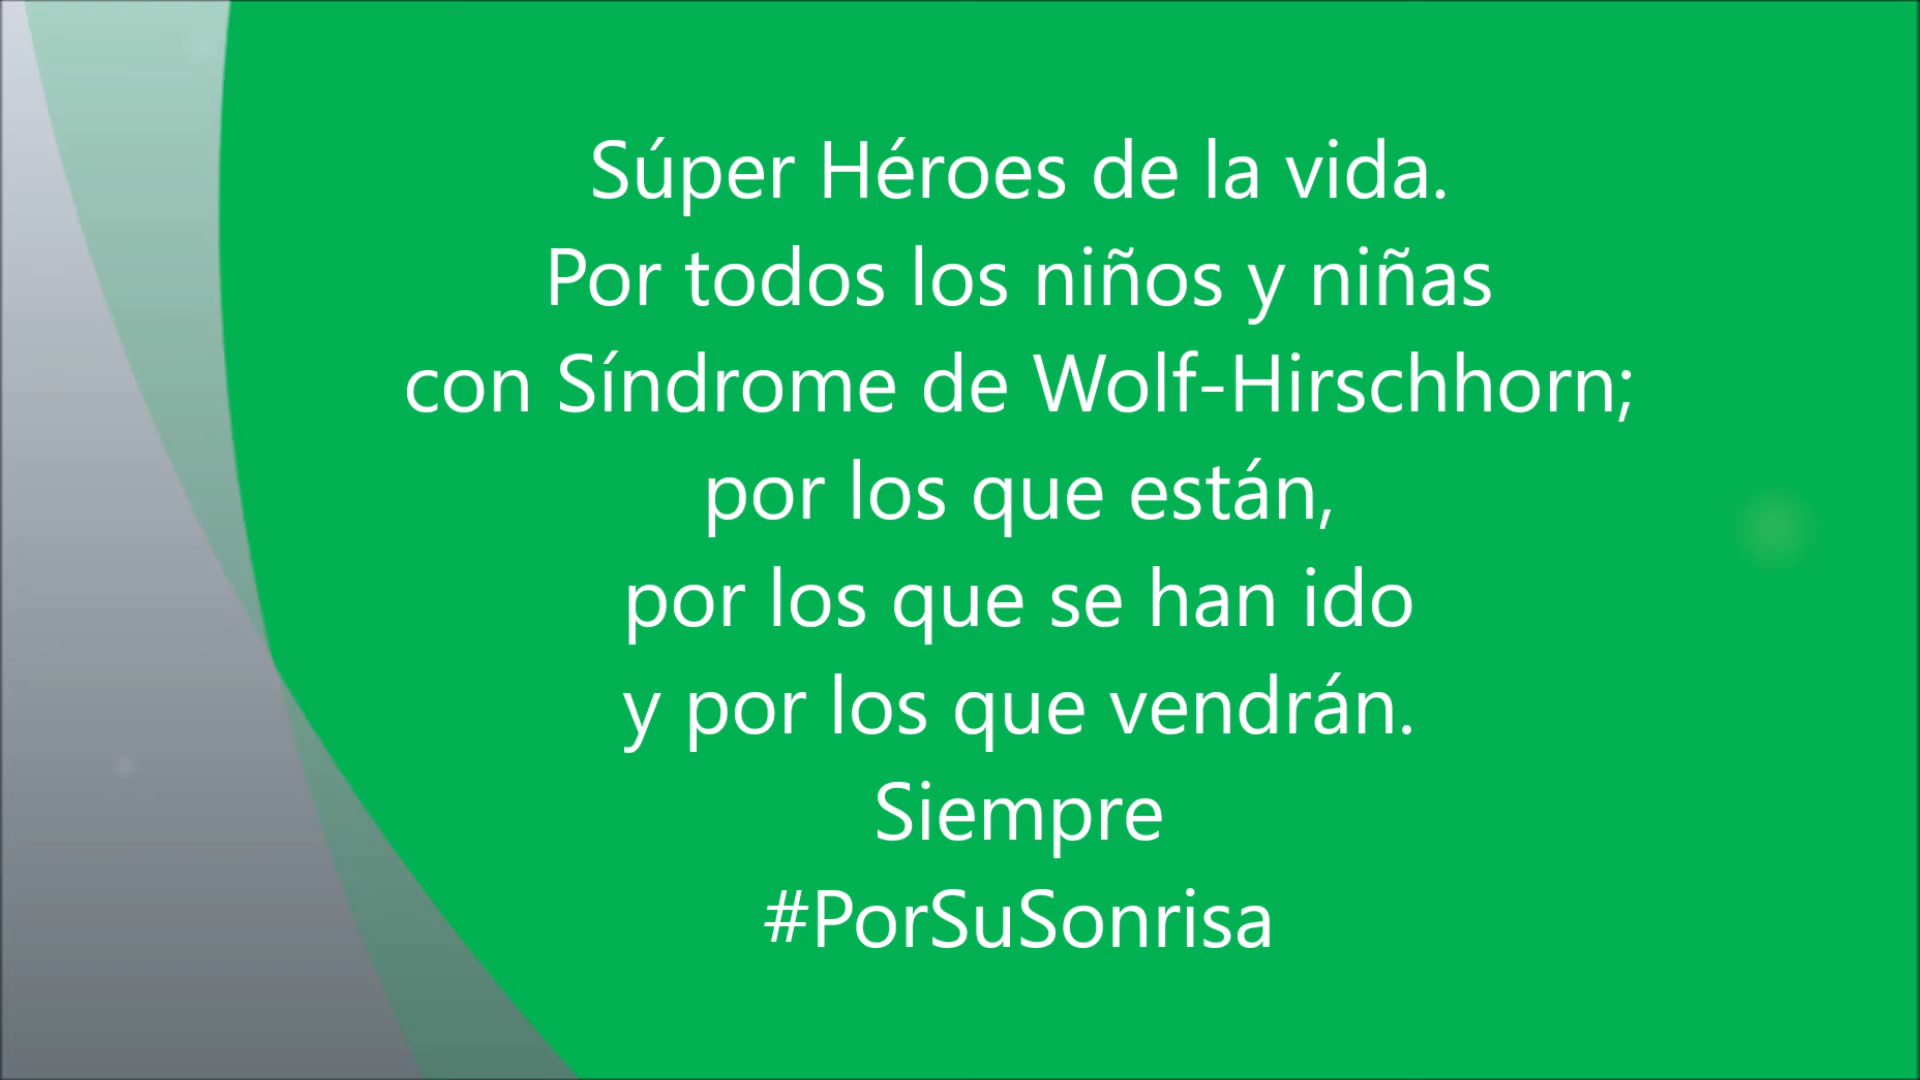 Súper Héroes de la vida.
Por todos los niños y niñas
con Síndrome de Wolf-Hirschhorn;
por los que están,
por los que se han ido
y por los que vendrán.
Siempre
#PorSuSonrisa